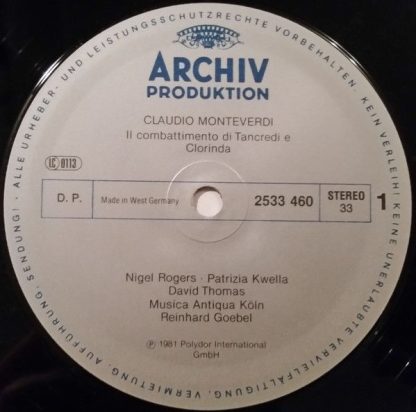 ARCHIV
PRODUKTION
CLAUDIO MONTEVERDI
Il combattimento di Tancredi e
Clorinda
LC 0113
D. P.
Made in West Germany
2533 460
STEREO
33
1
Nigel Rogers · Patrizia Kwella
David Thomas
Musica Antiqua Köln
Reinhard Goebel
℗ 1981 Polydor International
GmbH
· ALLE URHEBER- UND LEISTUNGSSCHUTZRECHTE VORBEHALTEN · KEIN VERLEIH! KEINE UNERLAUBTE VERVIELFÄLTIGUNG, VERMIETUNG, AUFFÜHRUNG, SENDUNG!